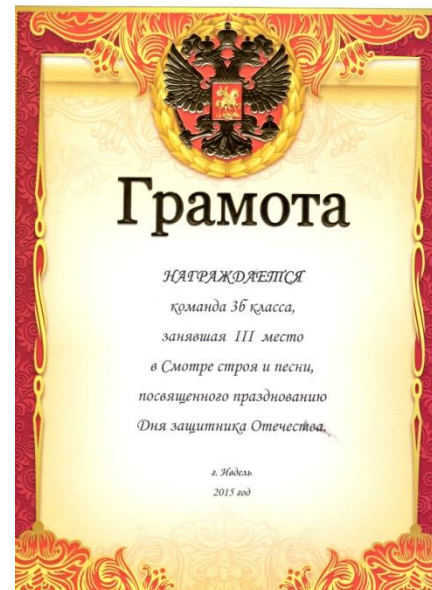 Грамота
НАГРАЖДАЕТСЯ
команда 3б класса,
занявшая III место
в Смотре строя и песни,
посвященного празднованию
Дня защитника Отечества.
г. Ивдель
2015 год